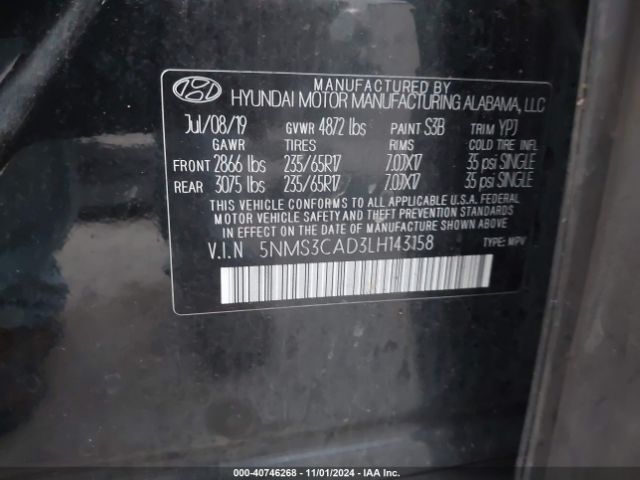 MANUFACTURED BY
HYUNDAI MOTOR MANUFACTURING ALABAMA, LLC
Jul/08/19 GVWR 4872 lbs PAINT S3B TRIM YPJ
GAWR TIRES RIMS COLD TIRE INFL
FRONT 2866 lbs 235/65R17 7.0JX17 35 psi SINGLE
REAR 3075 lbs 235/65R17 7.0JX17 35 psi SINGLE
THIS VEHICLE CONFORMS TO ALL APPLICABLE U.S.A. FEDERAL
MOTOR VEHICLE SAFETY AND THEFT PREVENTION STANDARDS IN
EFFECT ON THE DATE OF MANUFACTURE SHOWN ABOVE.
V.I.N 5NMS3CAD3LH143158 TYPE: MPV
000-40746268 - 11/01/2024 - IAA Inc.